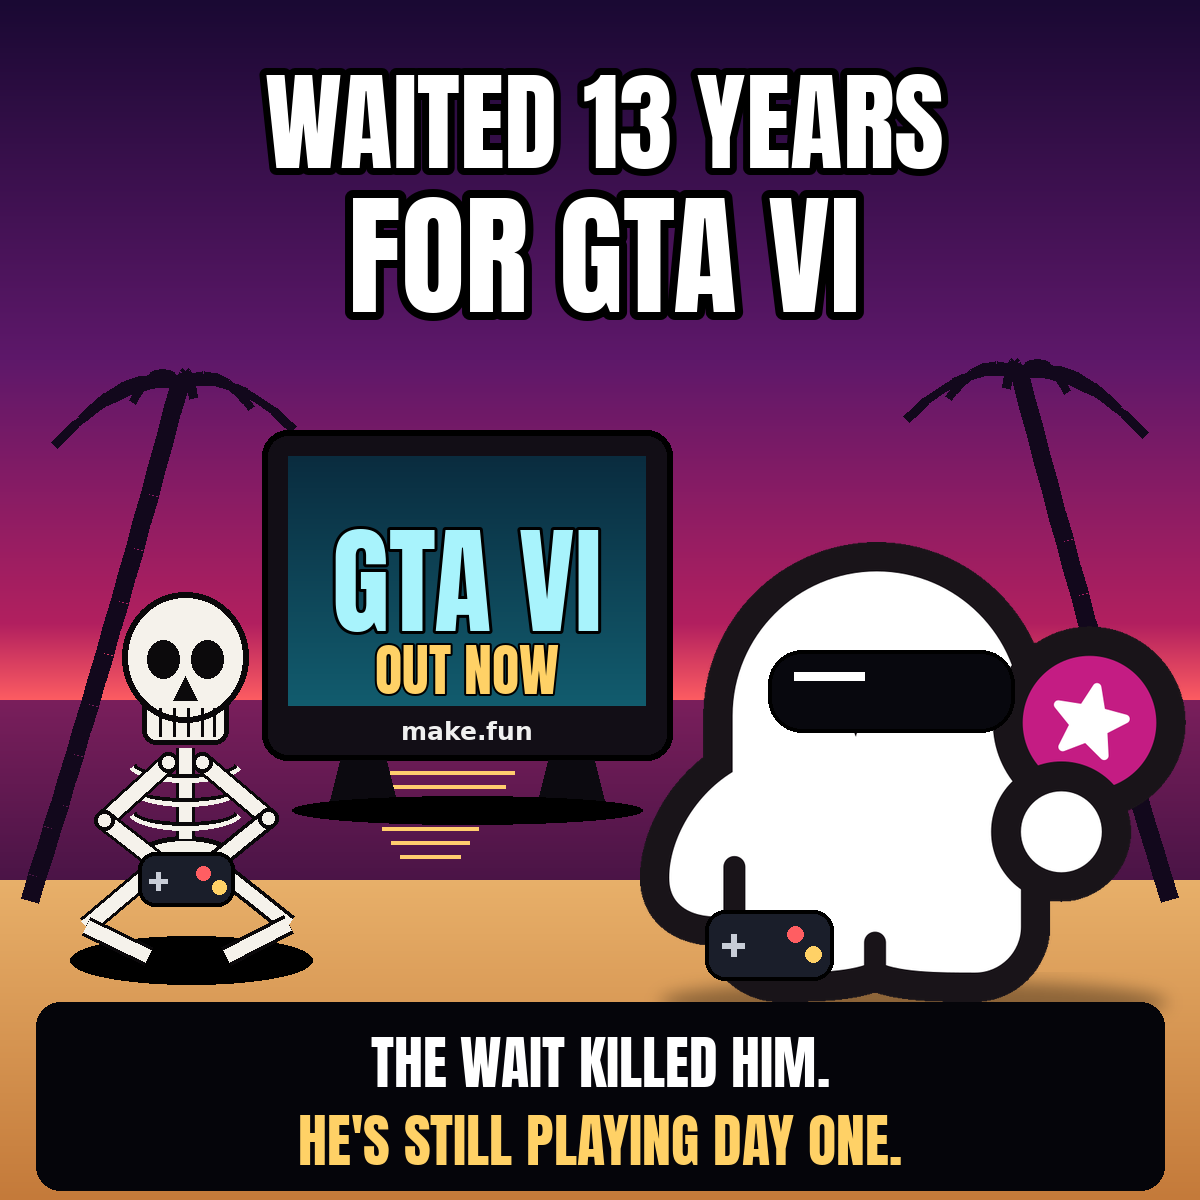 WAITED 13 YEARS
FOR GTA VI
GTA VI
OUT NOW
make.fun
THE WAIT KILLED HIM.
HE'S STILL PLAYING DAY ONE.